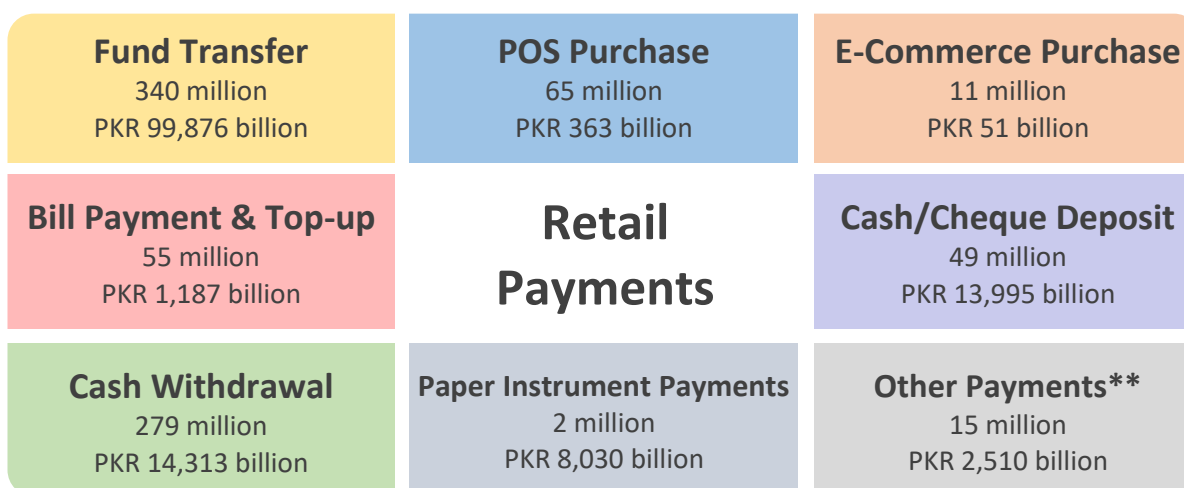 Fund Transfer
340 million
PKR 99,876 billion
POS Purchase
65 million
PKR 363 billion
E-Commerce Purchase
11 million
PKR 51 billion
Bill Payment & Top-up
55 million
PKR 1,187 billion
Retail
Payments
Cash/Cheque Deposit
49 million
PKR 13,995 billion
Cash Withdrawal
279 million
PKR 14,313 billion
Paper Instrument Payments
2 million
PKR 8,030 billion
Other Payments**
15 million
PKR 2,510 billion